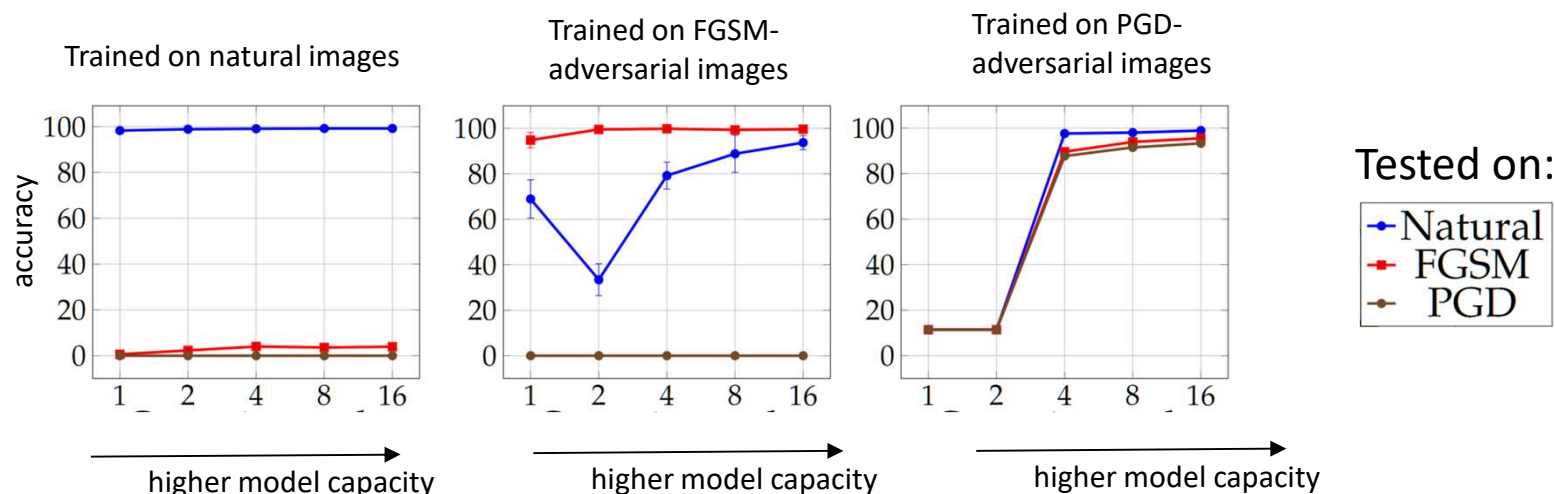 Trained on natural images
Trained on FGSM-
adversarial images
Trained on PGD-
adversarial images
accuracy
100
80
60
40
20
0
1 2 4 8 16
100
80
60
40
20
0
1 2 4 8 16
100
80
60
40
20
0
1 2 4 8 16
Tested on:
Natural
FGSM
PGD
higher model capacity
higher model capacity
higher model capacity